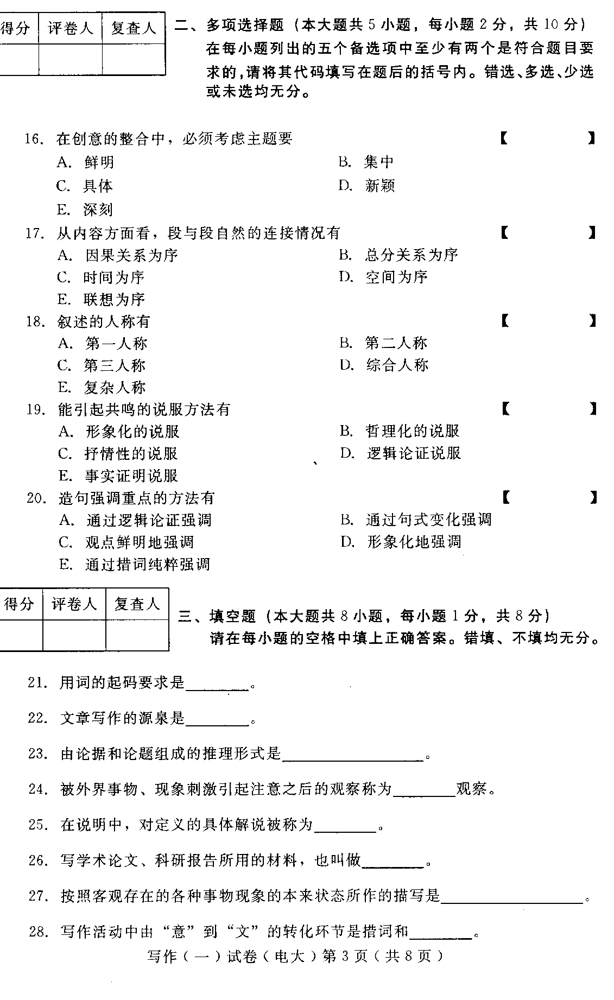 得分 评卷人 复查人
二、多项选择题（本大题共 5 小题，每小题 2 分，共 10 分）
在每小题列出的五个备选项中至少有两个是符合题目要
求的,请将其代码填写在题后的括号内。错选、多选、少选
或未选均无分。
16. 在创意的整合中，必须考虑主题要 【 】
A. 鲜明 B. 集中
C. 具体 D. 新颖
E. 深刻
17. 从内容方面看，段与段自然的连接情况有 【 】
A. 因果关系为序 B. 总分关系为序
C. 时间为序 D. 空间为序
E. 联想为序
18. 叙述的人称有 【 】
A. 第一人称 B. 第二人称
C. 第三人称 D. 综合人称
E. 复杂人称
19. 能引起共鸣的说服方法有 【 】
A. 形象化的说服 B. 哲理化的说服
C. 抒情性的说服 D. 逻辑论证说服
E. 事实证明说服
20. 造句强调重点的方法有 【 】
A. 通过逻辑论证强调 B. 通过句式变化强调
C. 观点鲜明地强调 D. 形象化地强调
E. 通过措词纯粹强调
得分 评卷人 复查人
三、填空题（本大题共 8 小题，每小题 1 分，共 8 分）
请在每小题的空格中填上正确答案。错填、不填均无分。
21. 用词的起码要求是________。
22. 文章写作的源泉是________。
23. 由论据和论题组成的推理形式是__________________。
24. 被外界事物、现象刺激引起注意之后的观察称为________观察。
25. 在说明中，对定义的具体解说被称为________。
26. 写学术论文、科研报告所用的材料，也叫做________。
27. 按照客观存在的各种事物现象的本来状态所作的描写是__________________。
28. 写作活动中由“意”到“文”的转化环节是措词和________。
写作（一）试卷（电大）第 3 页（共 8 页）